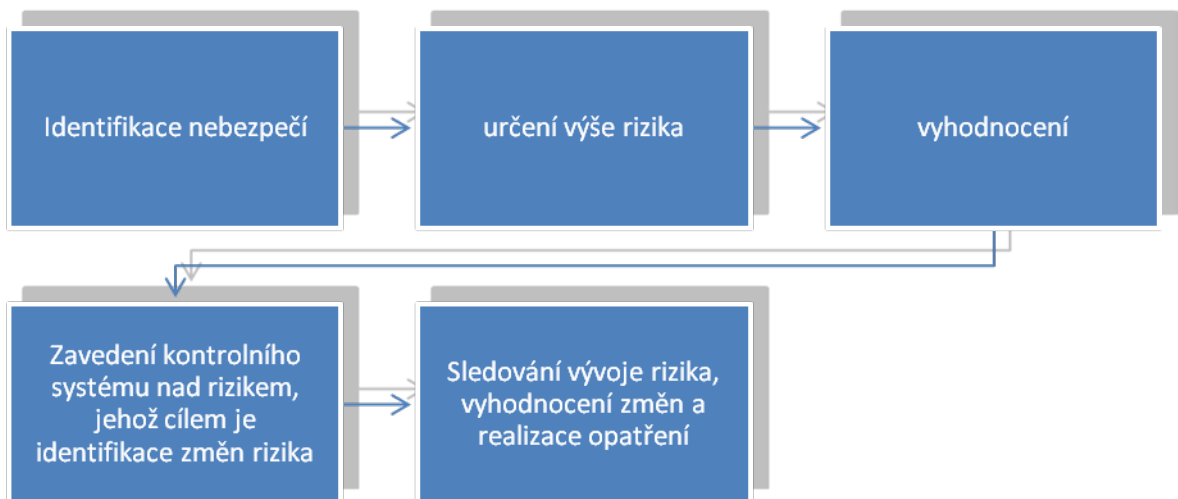 Identifikace nebezpečí
určení výše rizika
vyhodnocení
Zavedení kontrolního
systému nad rizikem,
jehož cílem je
identifikace změn rizika
Sledování vývoje rizika,
vyhodnocení změn a
realizace opatření